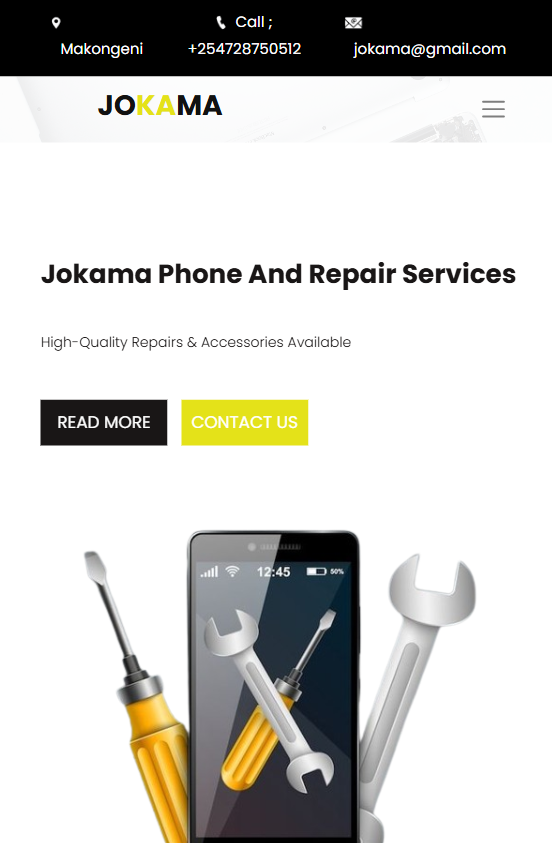 Call ;
Makongeni
+254728750512
jokama@gmail.com
JOKAMA
Jokama Phone And Repair Services
High-Quality Repairs & Accessories Available
READ MORE
CONTACT US
12:45
50%